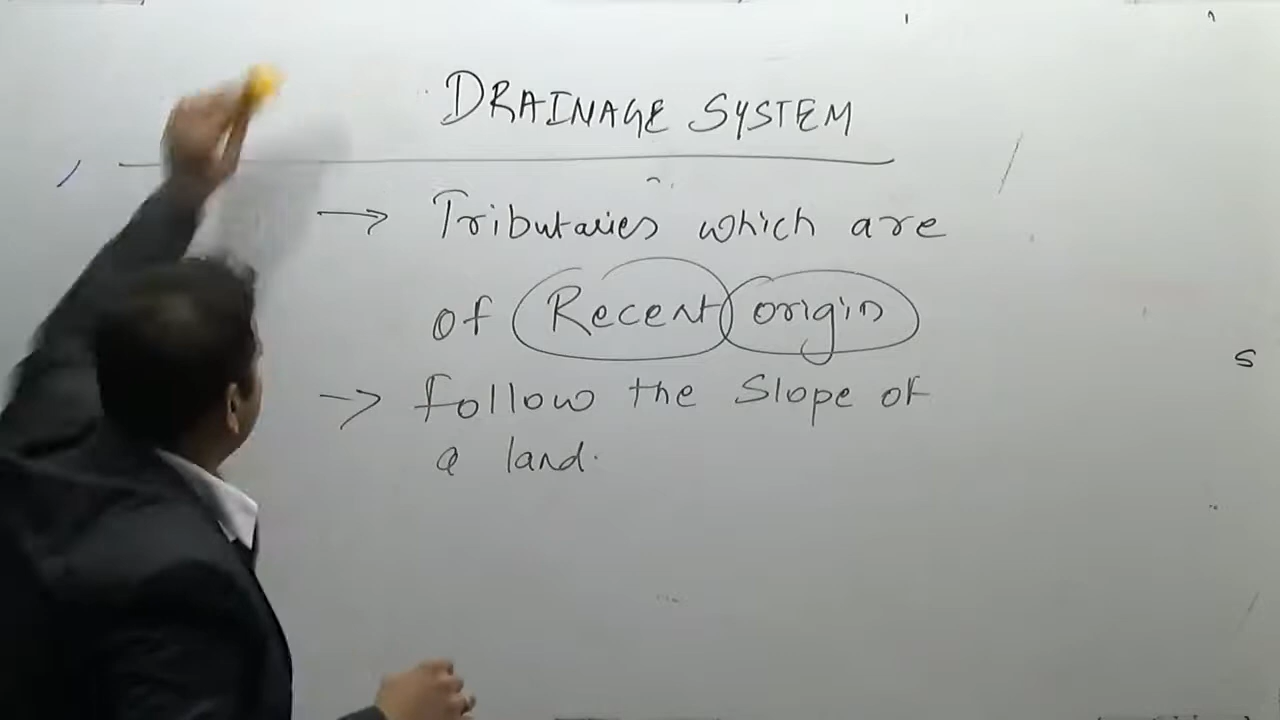 DRAINAGE SYSTEM
→ Tributaries which are
of Recent origin
→ follow the Slope of
a land.
S